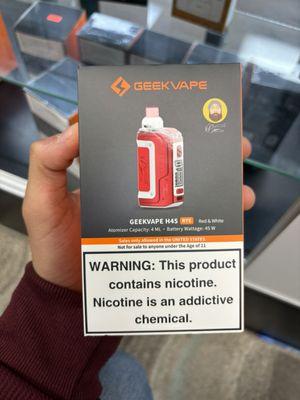 GEEKVAPE
GEEKVAPE H45 RTE Red & White
Atomizer Capacity: 4 ML - Battery Wattage: 45 W
Sales only Allowed in the UNITED STATES
Not for sale to anyone under the Age of 21
WARNING: This product
contains nicotine.
Nicotine is an addictive
chemical.